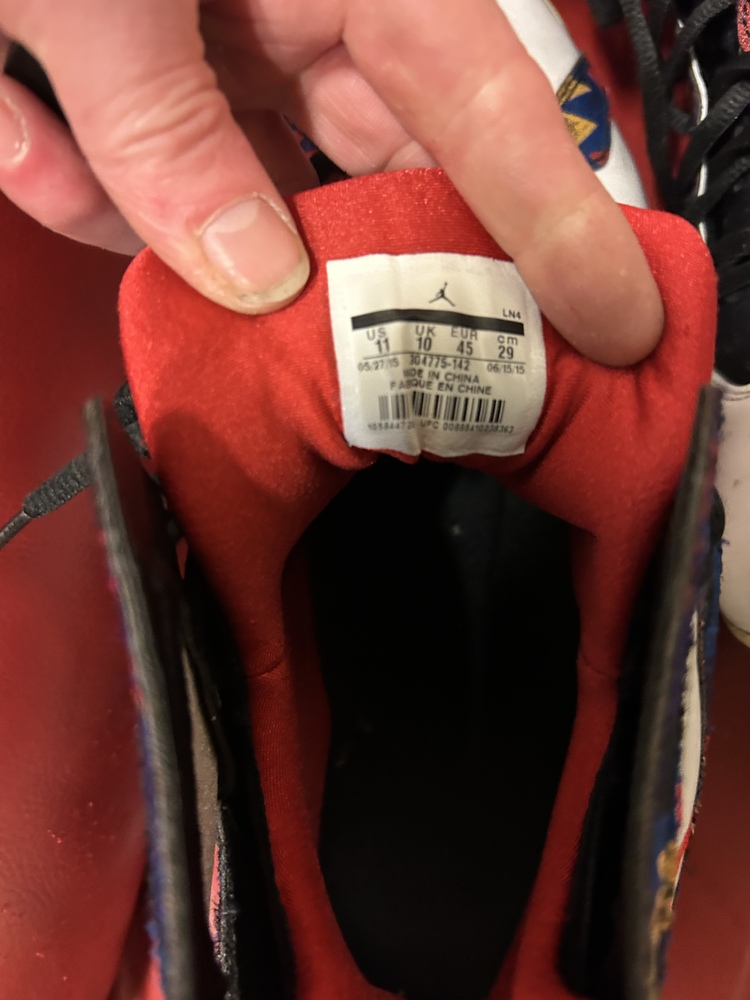 LN4
US UK EUR cm
11 10 45 29
05/27/15 304775-142 06/15/15
MADE IN CHINA
FABRIQUE EN CHINE
UPC